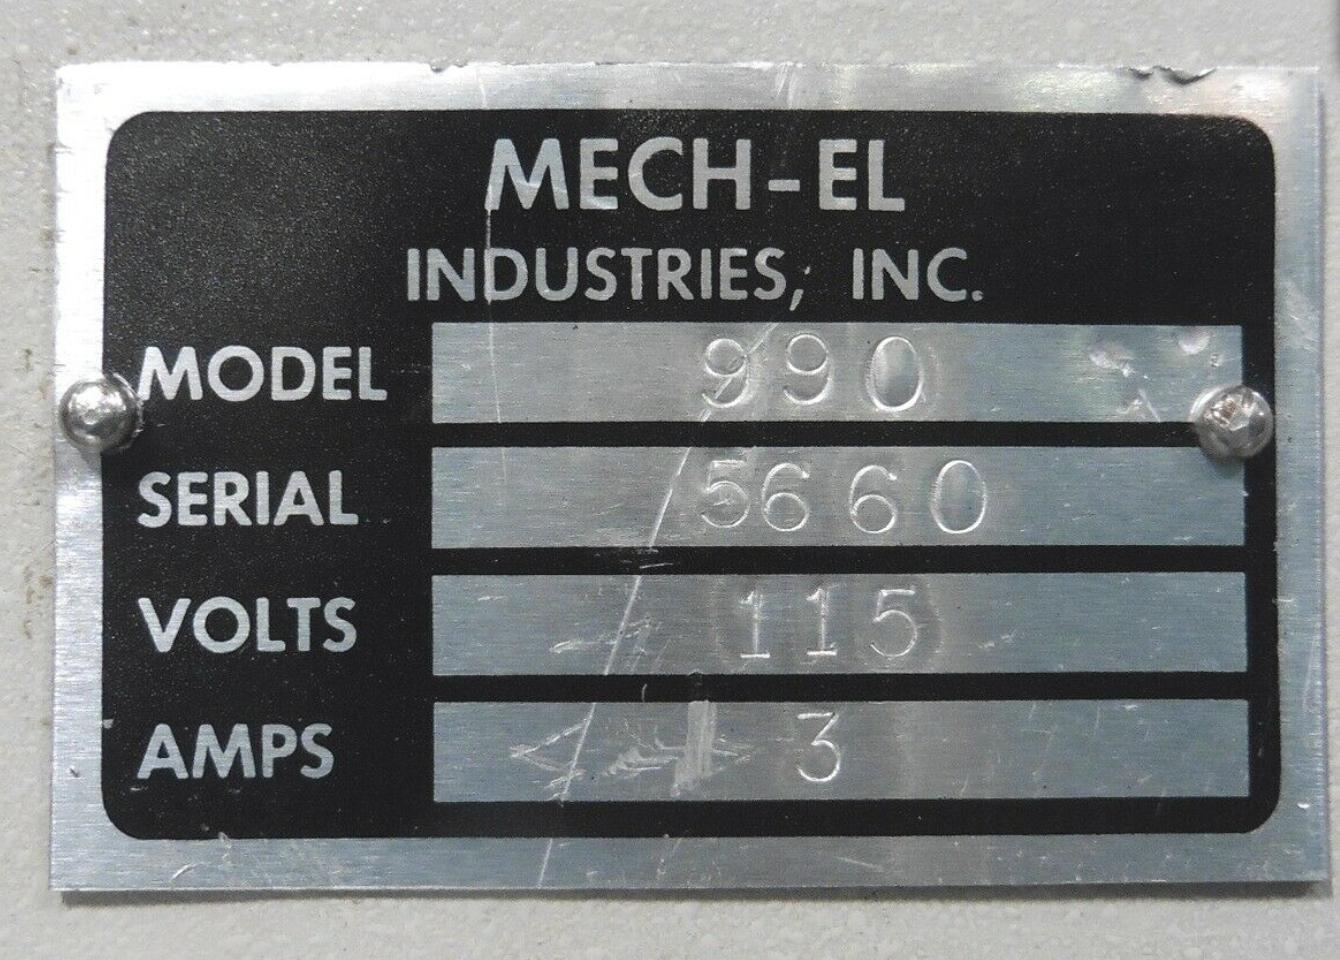 MECH-EL
INDUSTRIES, INC.
MODEL 990
SERIAL 5660
VOLTS 115
AMPS 3